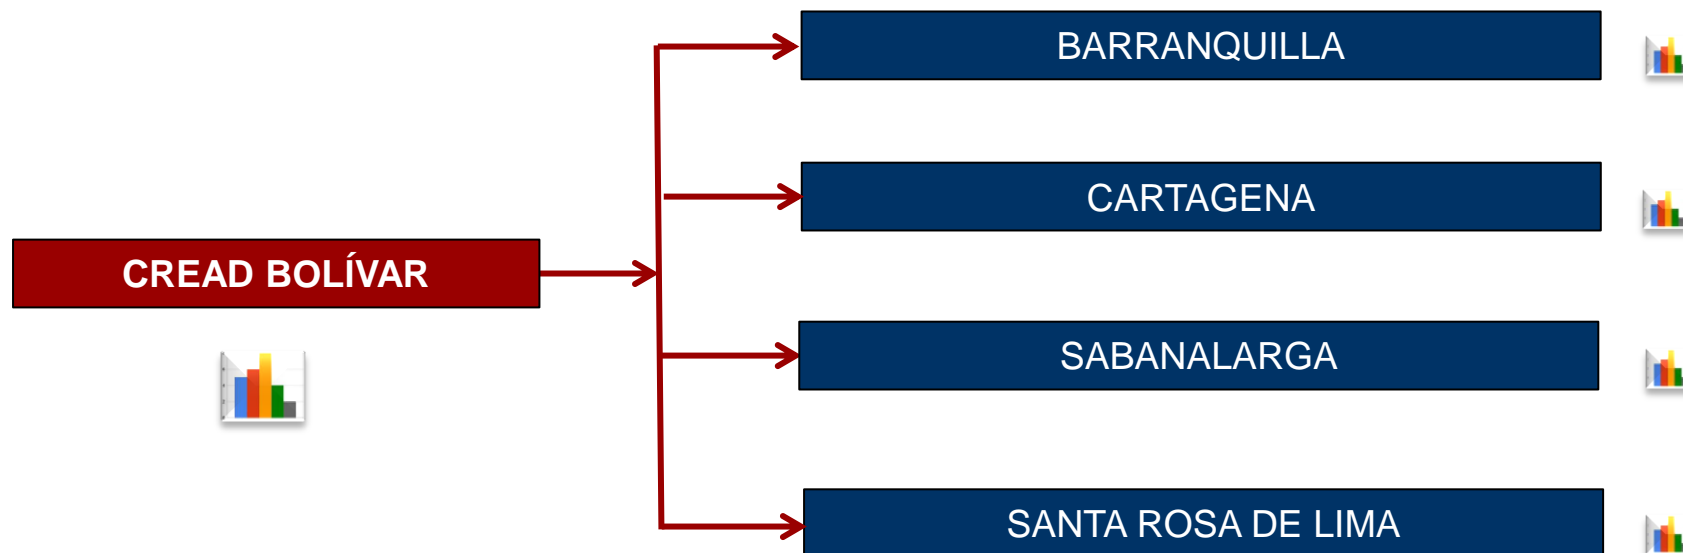 BARRANQUILLA
CARTAGENA
CREAD BOLÍVAR
SABANALARGA
SANTA ROSA DE LIMA